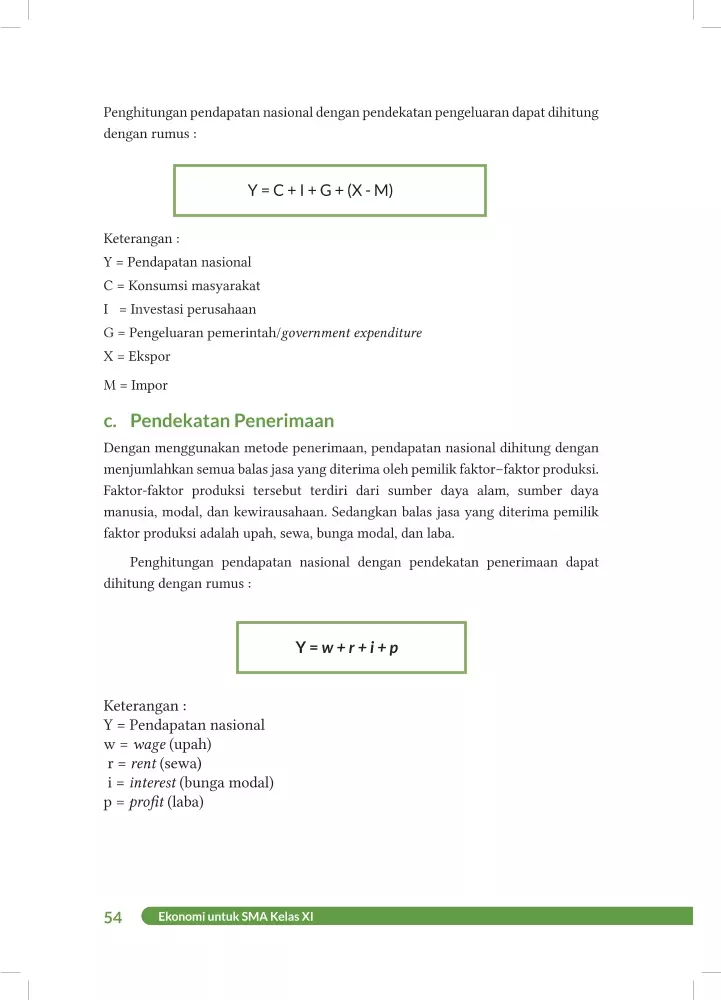 Penghitungan pendapatan nasional dengan pendekatan pengeluaran dapat dihitung
dengan rumus :
Y = C + I + G + (X - M)
Keterangan :
Y = Pendapatan nasional
C = Konsumsi masyarakat
I = Investasi perusahaan
G = Pengeluaran pemerintah/government expenditure
X = Ekspor
M = Impor
c. Pendekatan Penerimaan
Dengan menggunakan metode penerimaan, pendapatan nasional dihitung dengan
menjumlahkan semua balas jasa yang diterima oleh pemilik faktor–faktor produksi.
Faktor-faktor produksi tersebut terdiri dari sumber daya alam, sumber daya
manusia, modal, dan kewirausahaan. Sedangkan balas jasa yang diterima pemilik
faktor produksi adalah upah, sewa, bunga modal, dan laba.
Penghitungan pendapatan nasional dengan pendekatan penerimaan dapat
dihitung dengan rumus :
Y = w + r + i + p
Keterangan :
Y = Pendapatan nasional
w = wage (upah)
r = rent (sewa)
i = interest (bunga modal)
p = profit (laba)
54 Ekonomi untuk SMA Kelas XI